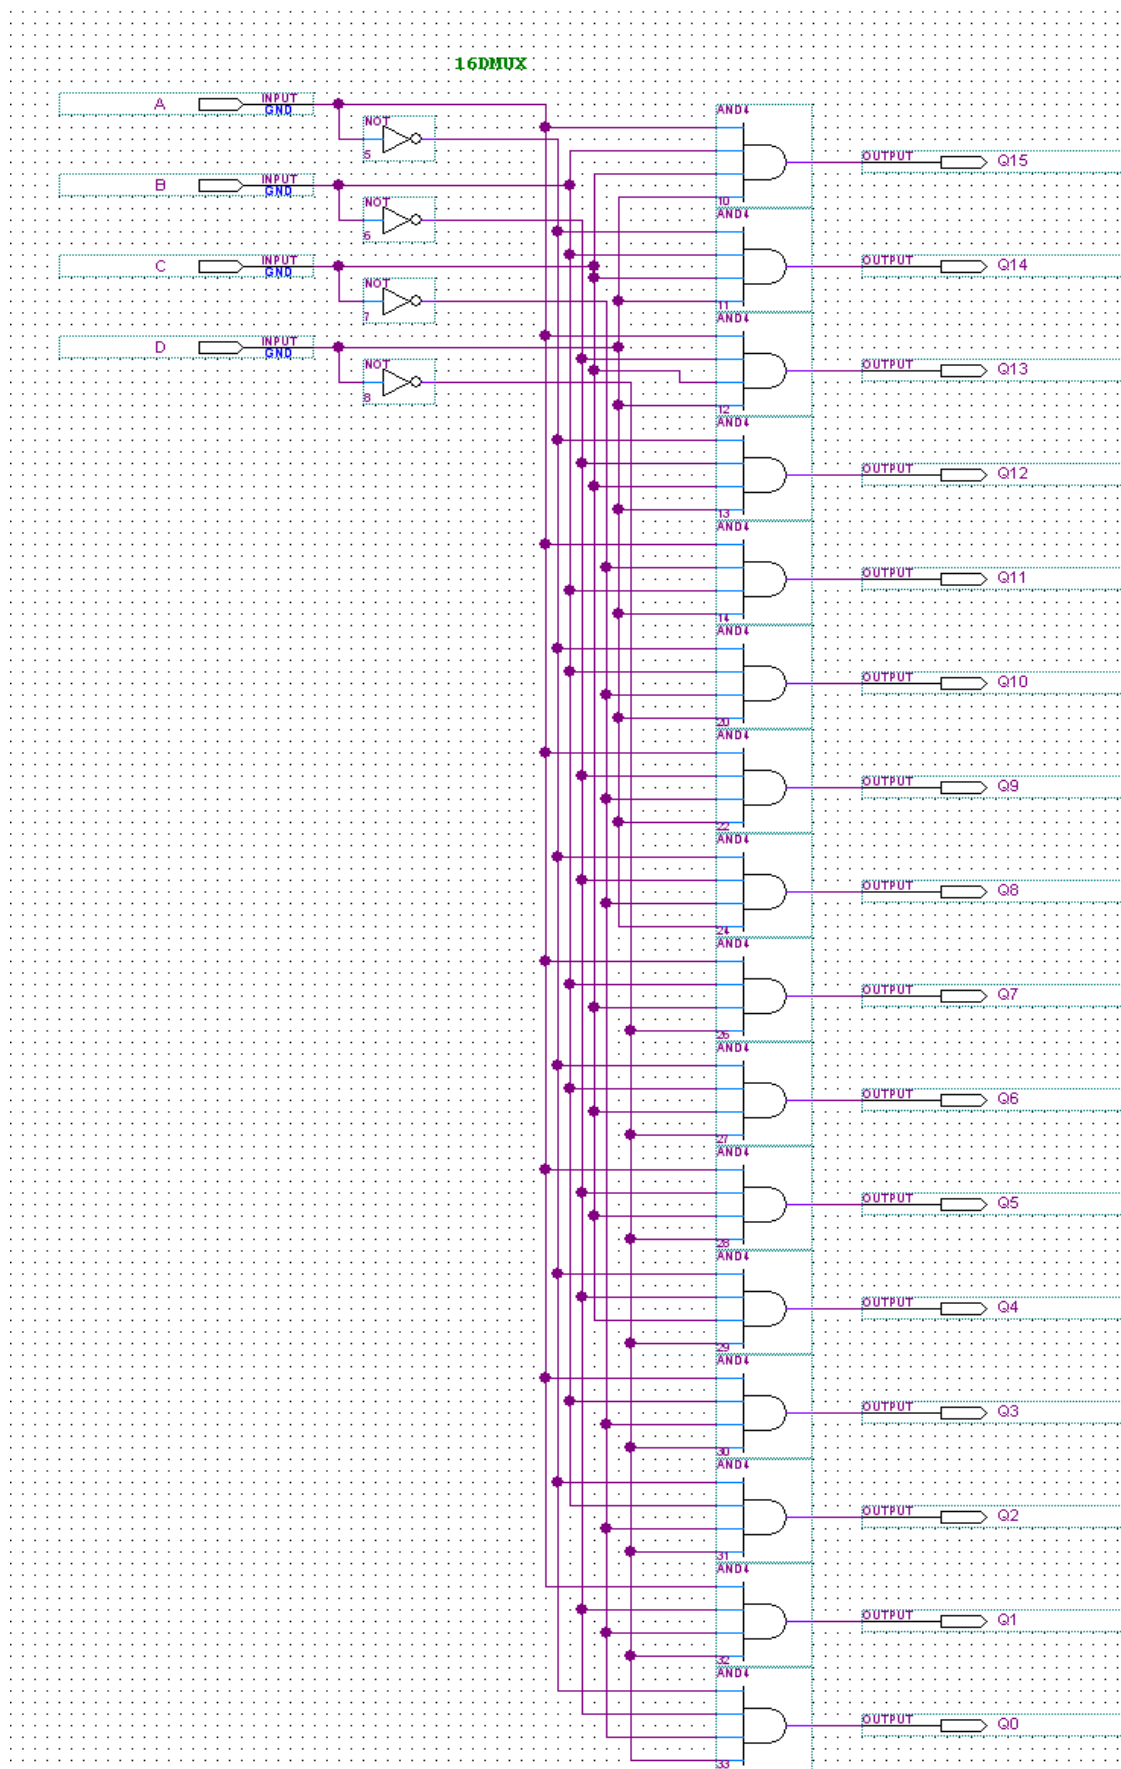 16DMUX
A INPUT
GND
AND4
NOT
5
OUTPUT Q15
B INPUT
GND
NOT
10
AND4
6
C INPUT
GND
OUTPUT Q14
NOT
11
AND4
7
D INPUT
GND
NOT
OUTPUT Q13
8
12
AND4
OUTPUT Q12
13
AND4
OUTPUT Q11
14
AND4
OUTPUT Q10
20
AND4
OUTPUT Q9
22
AND4
OUTPUT Q8
24
AND4
OUTPUT Q7
26
AND4
OUTPUT Q6
27
AND4
OUTPUT Q5
28
AND4
OUTPUT Q4
29
AND4
OUTPUT Q3
30
AND4
OUTPUT Q2
31
AND4
OUTPUT Q1
32
AND4
OUTPUT Q0
33